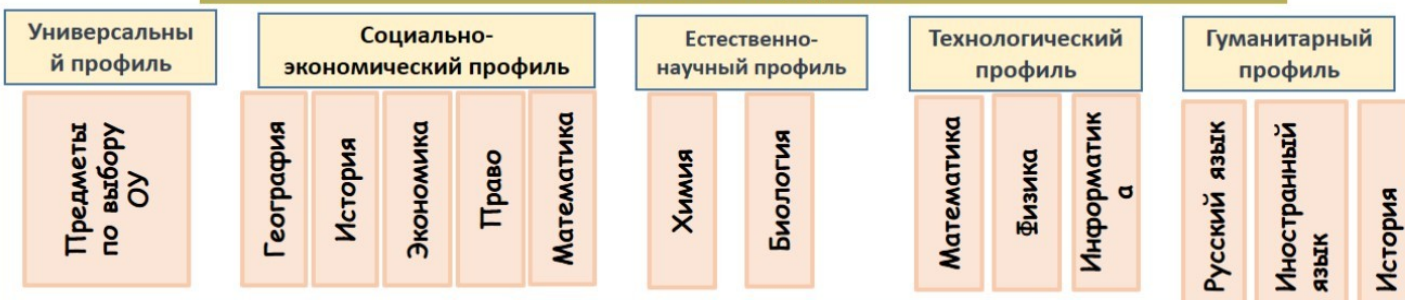 Универсальны
й профиль
Социально-
экономический профиль
Естественно-
научный профиль
Технологический
профиль
Гуманитарный
профиль
Предметы
по выбору
ОУ
География
История
Экономика
Право
Математика
Химия
Биология
Математика
Физика
Информатик
а
Русский язык
Иностранный
язык
История